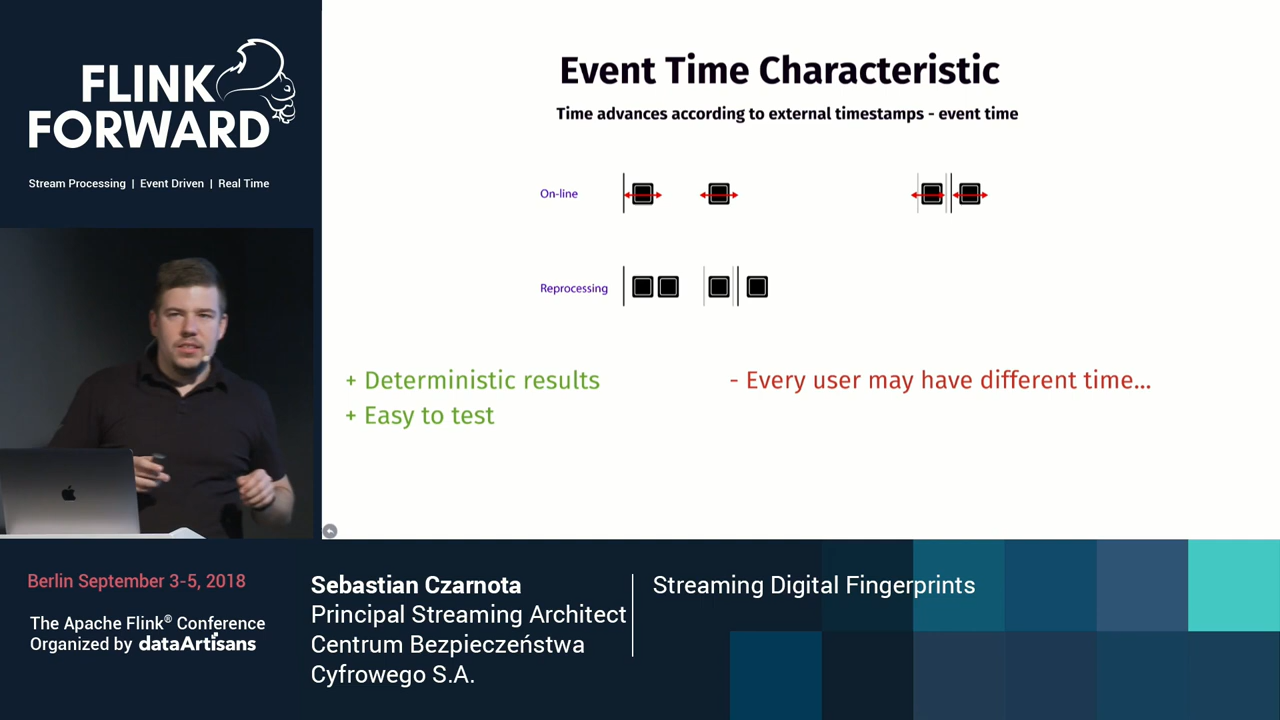 FLINK
FORWARD
Stream Processing | Event Driven | Real Time
Event Time Characteristic
Time advances according to external timestamps - event time
On-line
Reprocessing
+ Deterministic results
- Every user may have different time...
+ Easy to test
Berlin September 3-5, 2018
The Apache Flink® Conference
Organized by dataArtisans
Sebastian Czarnota
Principal Streaming Architect
Centrum Bezpieczeństwa
Cyfrowego S.A.
Streaming Digital Fingerprints